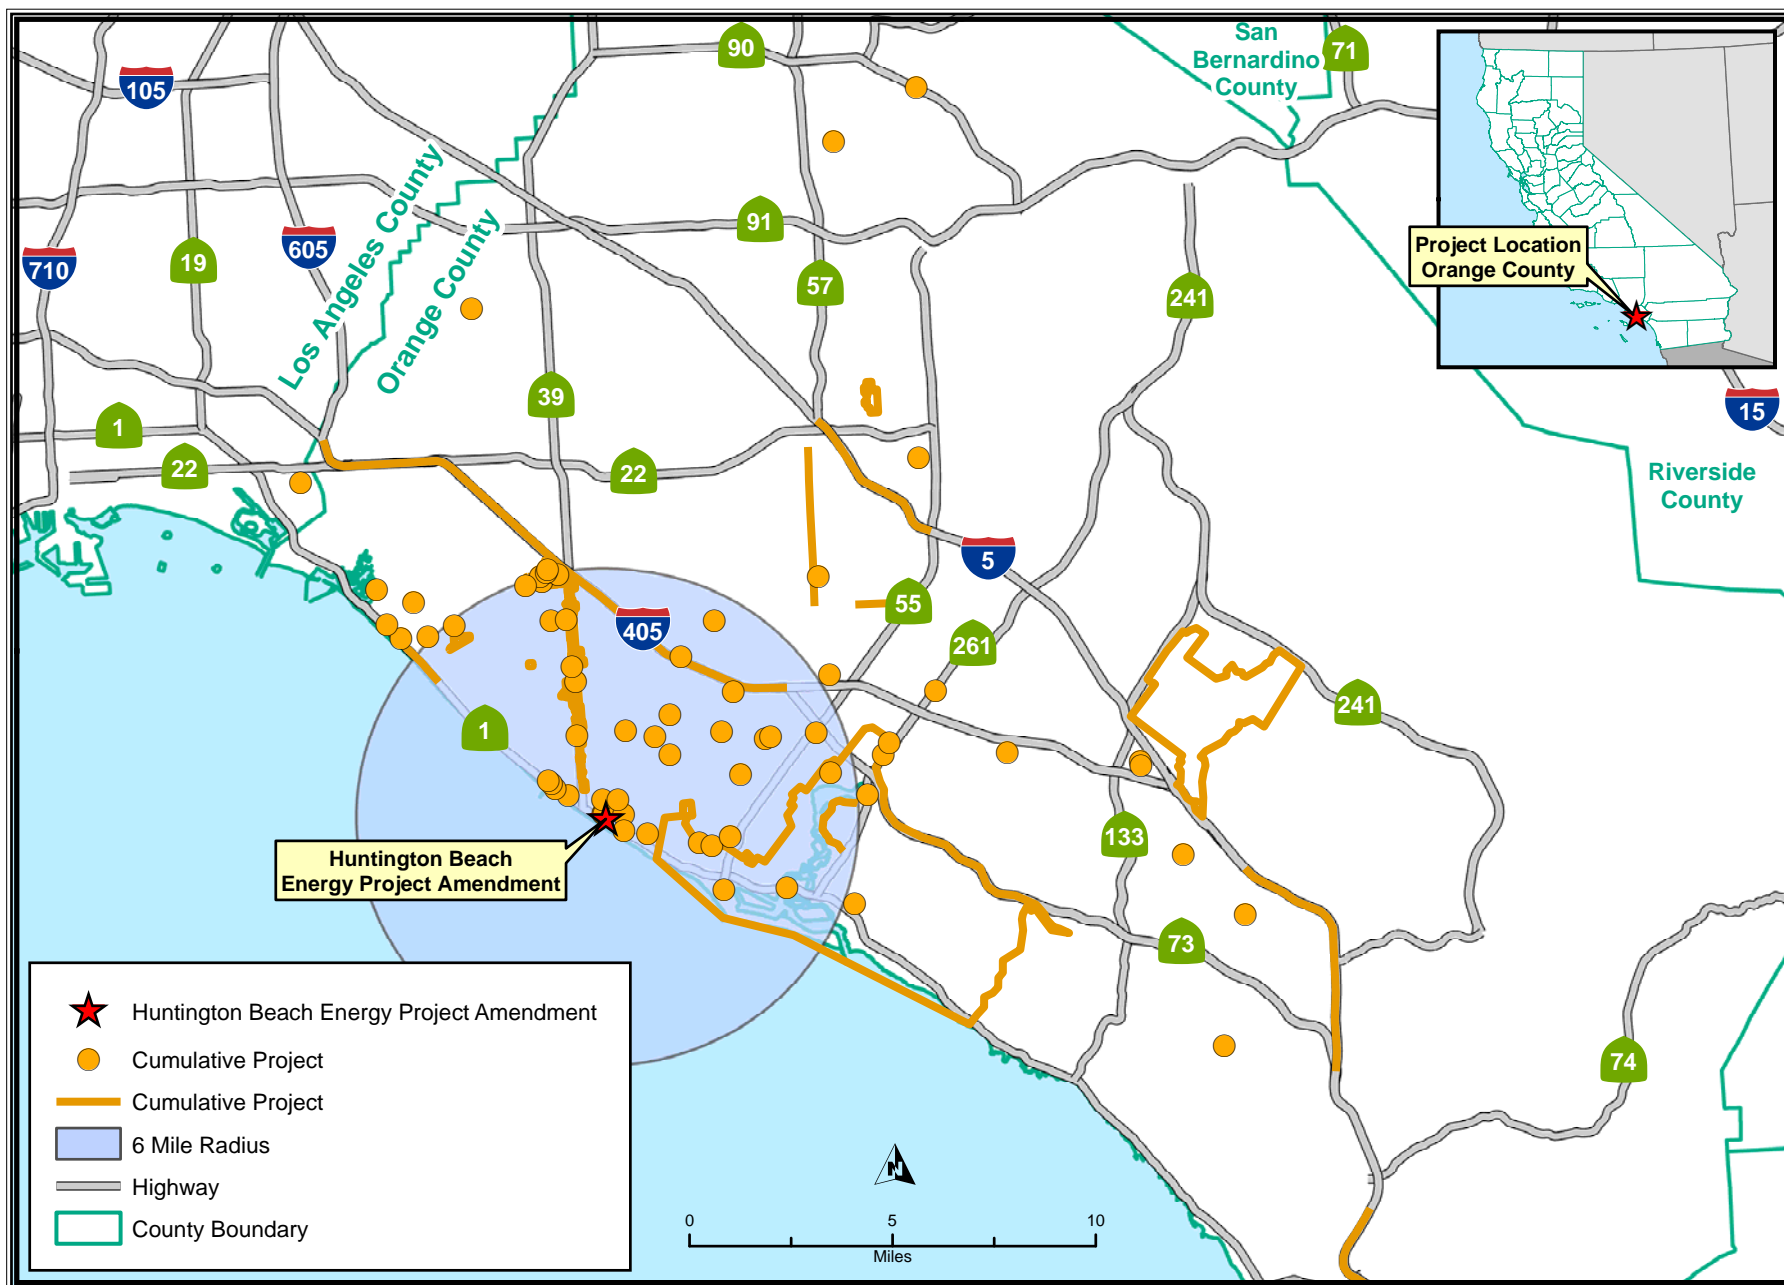 90
San
Bernardino
County
71
105
Project Location
Orange County
Los Angeles County
Orange County
91
19
605
710
57
241
39
1
15
22
22
Riverside
County
5
55
405
261
241
1
133
Huntington Beach
Energy Project Amendment
73
74
Huntington Beach Energy Project Amendment
Cumulative Project
Cumulative Project
6 Mile Radius
Highway
County Boundary
N
0
5
10
Miles